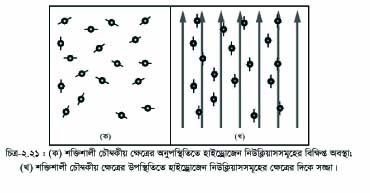 (ক) (খ)
চিত্র-২.২১ : (ক) শক্তিশালী চৌম্বকীয় ক্ষেত্রের অনুপস্থিতিতে হাইড্রোজেন নিউক্লিয়াসসমূহের বিক্ষিপ্ত অবস্থা;
(খ) শক্তিশালী চৌম্বকীয় ক্ষেত্রের উপস্থিতিতে হাইড্রোজেন নিউক্লিয়াসসমূহের ক্ষেত্রের দিকে সজ্জা।